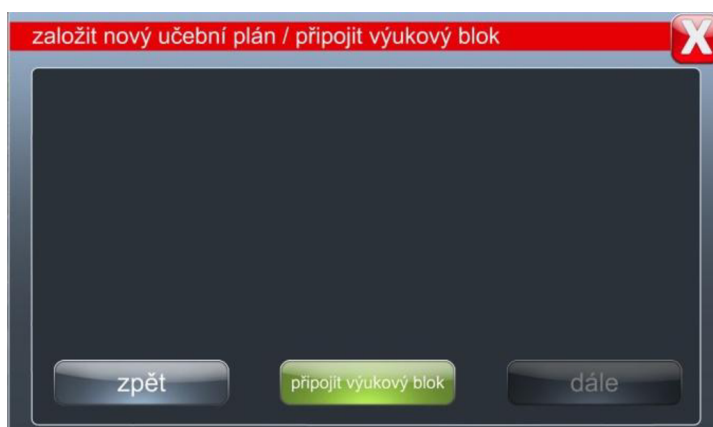 založit nový učební plán / připojit výukový blok
X
zpět
připojit výukový blok
dále